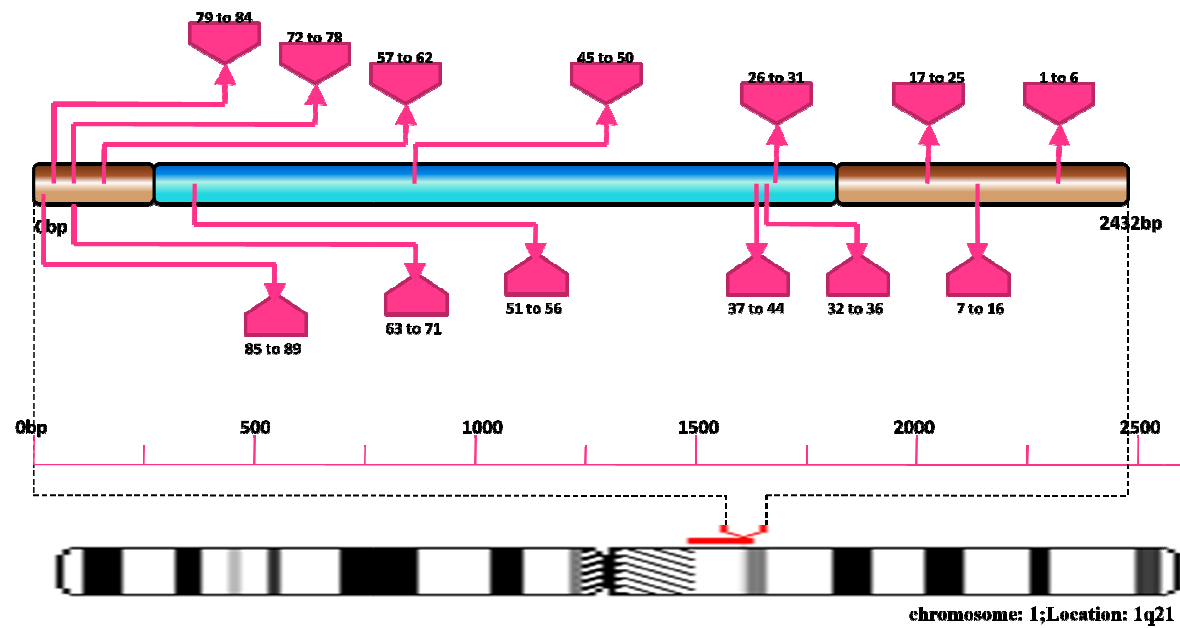 79 to 84
72 to 78
57 to 62
45 to 50
26 to 31
17 to 25
1 to 6
0bp
2432bp
51 to 56
37 to 44
32 to 36
7 to 16
63 to 71
85 to 89
0bp 500 1000 1500 2000 2500
chromosome: 1;Location: 1q21